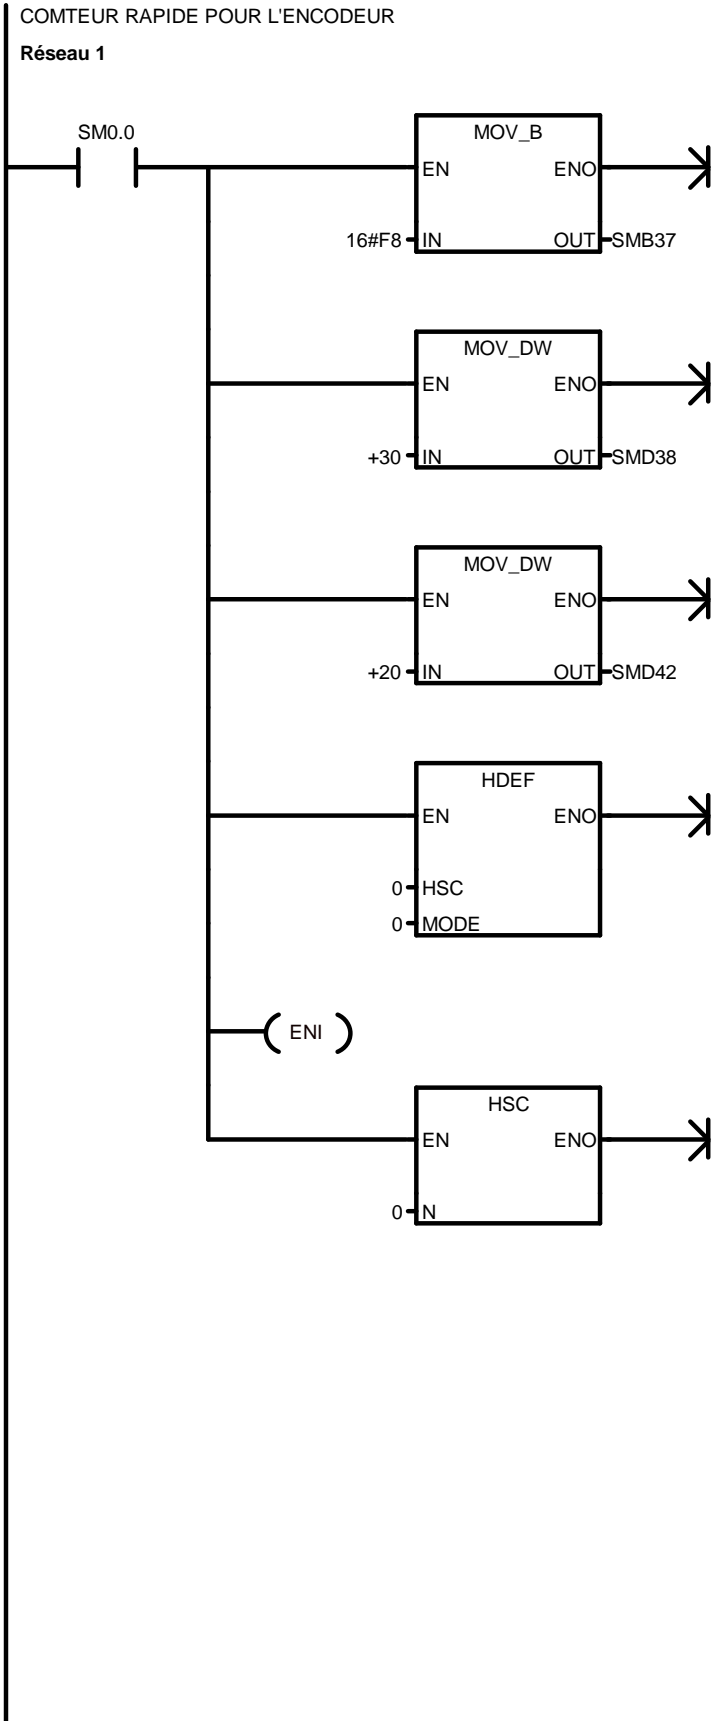 COMTEUR RAPIDE POUR L'ENCODEUR
Réseau 1
SM0.0
MOV_B
EN ENO
16#F8 IN OUT SMB37
MOV_DW
EN ENO
+30 IN OUT SMD38
MOV_DW
EN ENO
+20 IN OUT SMD42
HDEF
EN ENO
0 HSC
0 MODE
ENI
HSC
EN ENO
0 N